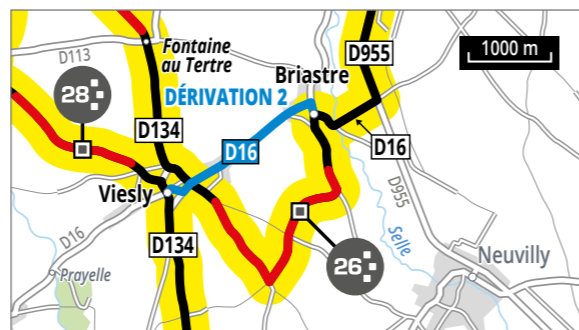 D113
Fontaine
au Tertre
D955
1000 m
28
Briastre
DÉRIVATION 2
D134
D16
D16
Viesly
D955
D16
D134
Selle
Prayelle
26
Neuvilly